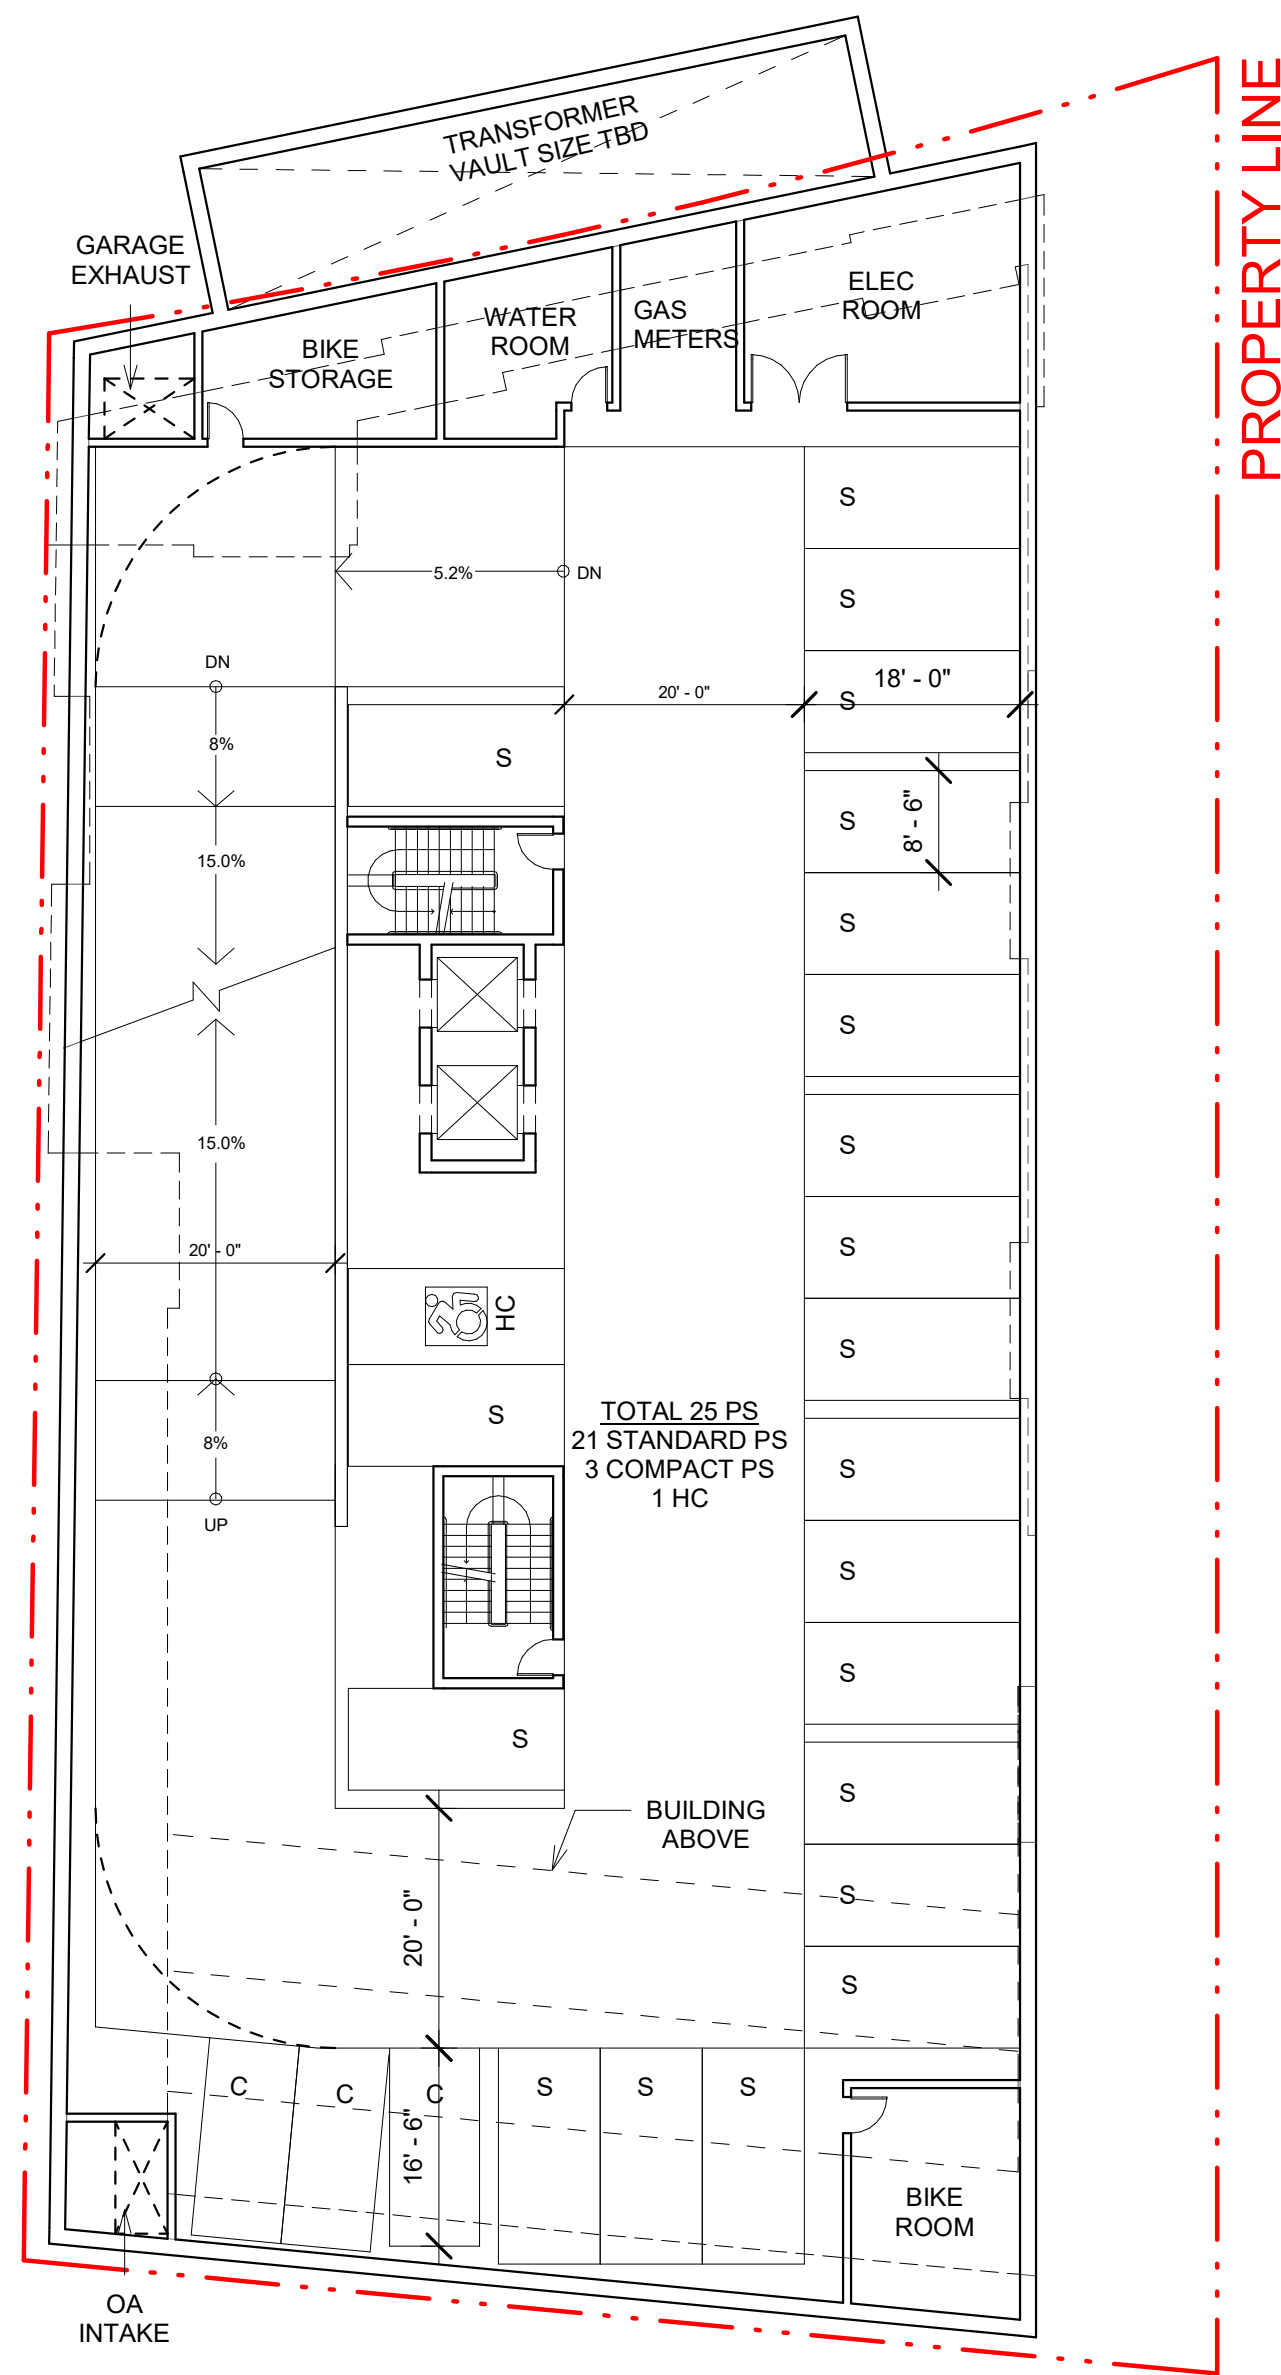 PROPERTY LINE
TRANSFORMER
VAULT SIZE TBD
GARAGE
EXHAUST
ELEC
ROOM
GAS
METERS
WATER
ROOM
BIKE
STORAGE
S
5.2%
DN
S
DN
18' - 0"
20' - 0"
S
8%
S
8' - 6"
S
15.0%
S
S
15.0%
S
20' - 0"
S
HC
S
TOTAL 25 PS
21 STANDARD PS
3 COMPACT PS
1 HC
S
8%
S
UP
S
S
S
BUILDING
ABOVE
S
S
20' - 0"
S
C
C
C
S
S
S
16' - 6"
BIKE
ROOM
OA
INTAKE